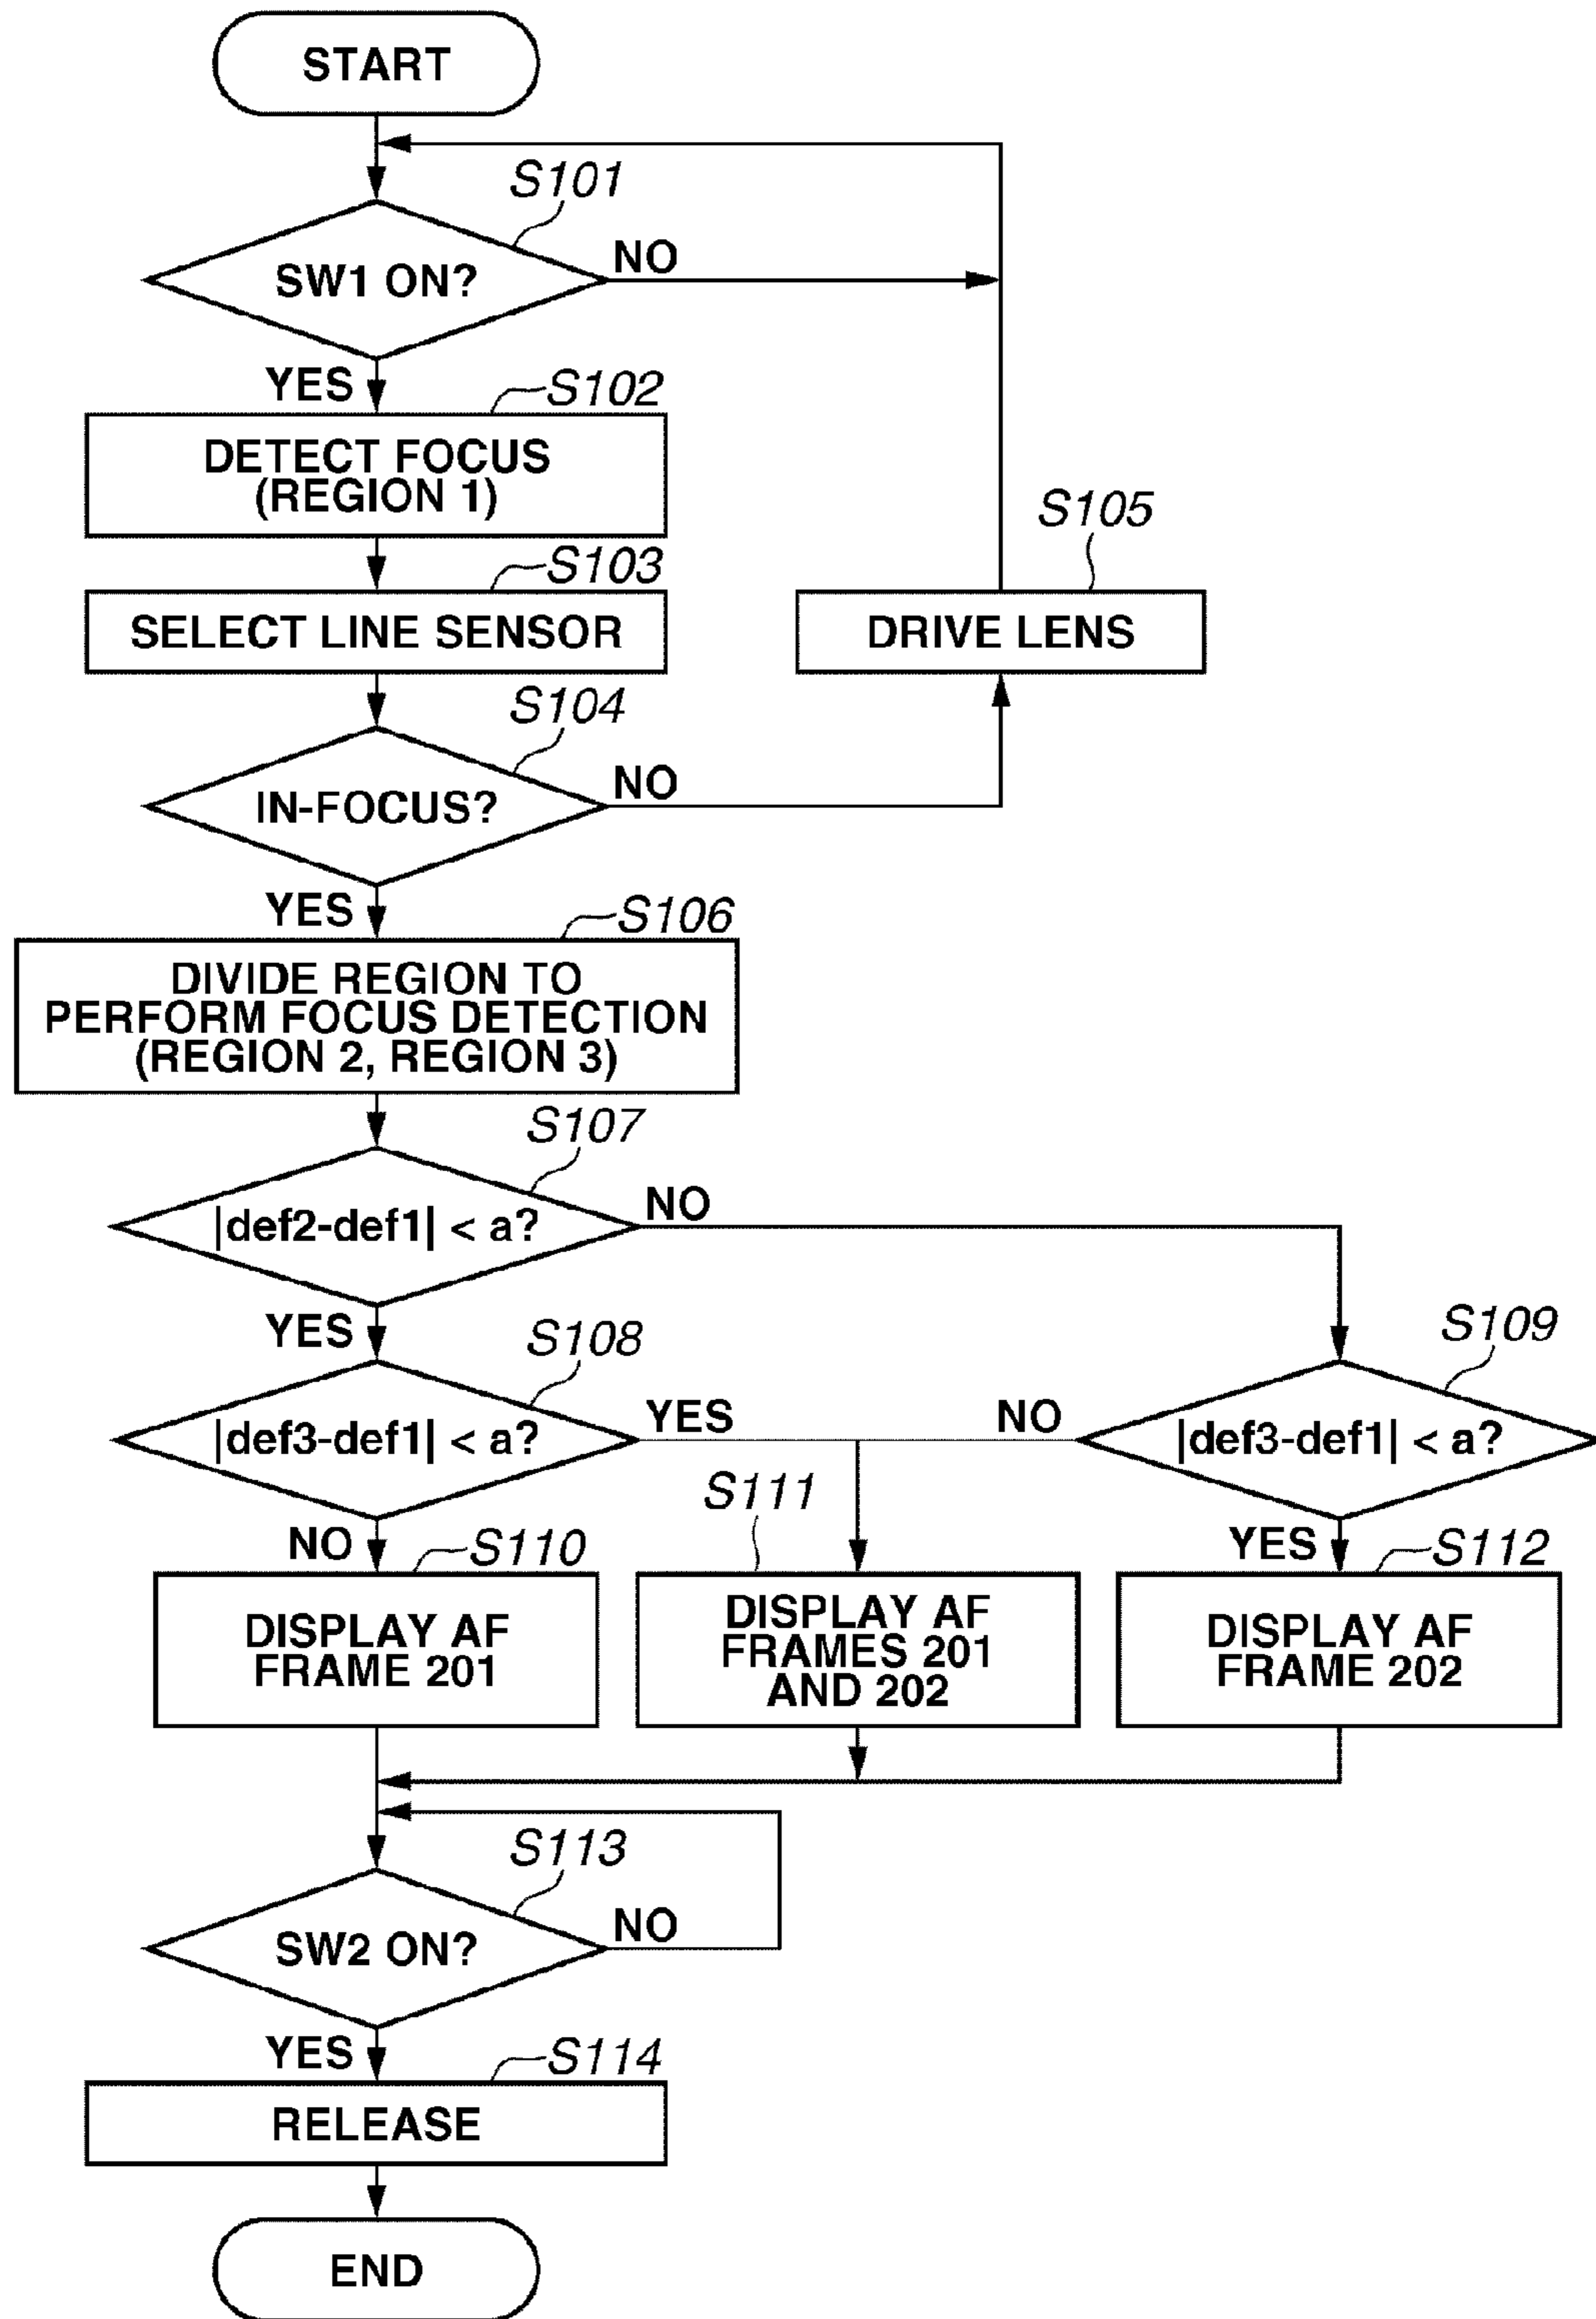 START
S101
SW1 ON?
NO
YES
S102
DETECT FOCUS
(REGION 1)
S103
SELECT LINE SENSOR
S105
DRIVE LENS
S104
IN-FOCUS?
NO
YES
S106
DIVIDE REGION TO
PERFORM FOCUS DETECTION
(REGION 2, REGION 3)
S107
|def2-def1| < a?
NO
YES
S108
|def3-def1| < a?
YES
NO
S109
|def3-def1| < a?
NO
S110
DISPLAY AF
FRAME 201
S111
DISPLAY AF
FRAMES 201
AND 202
YES
S112
DISPLAY AF
FRAME 202
S113
SW2 ON?
NO
YES
S114
RELEASE
END